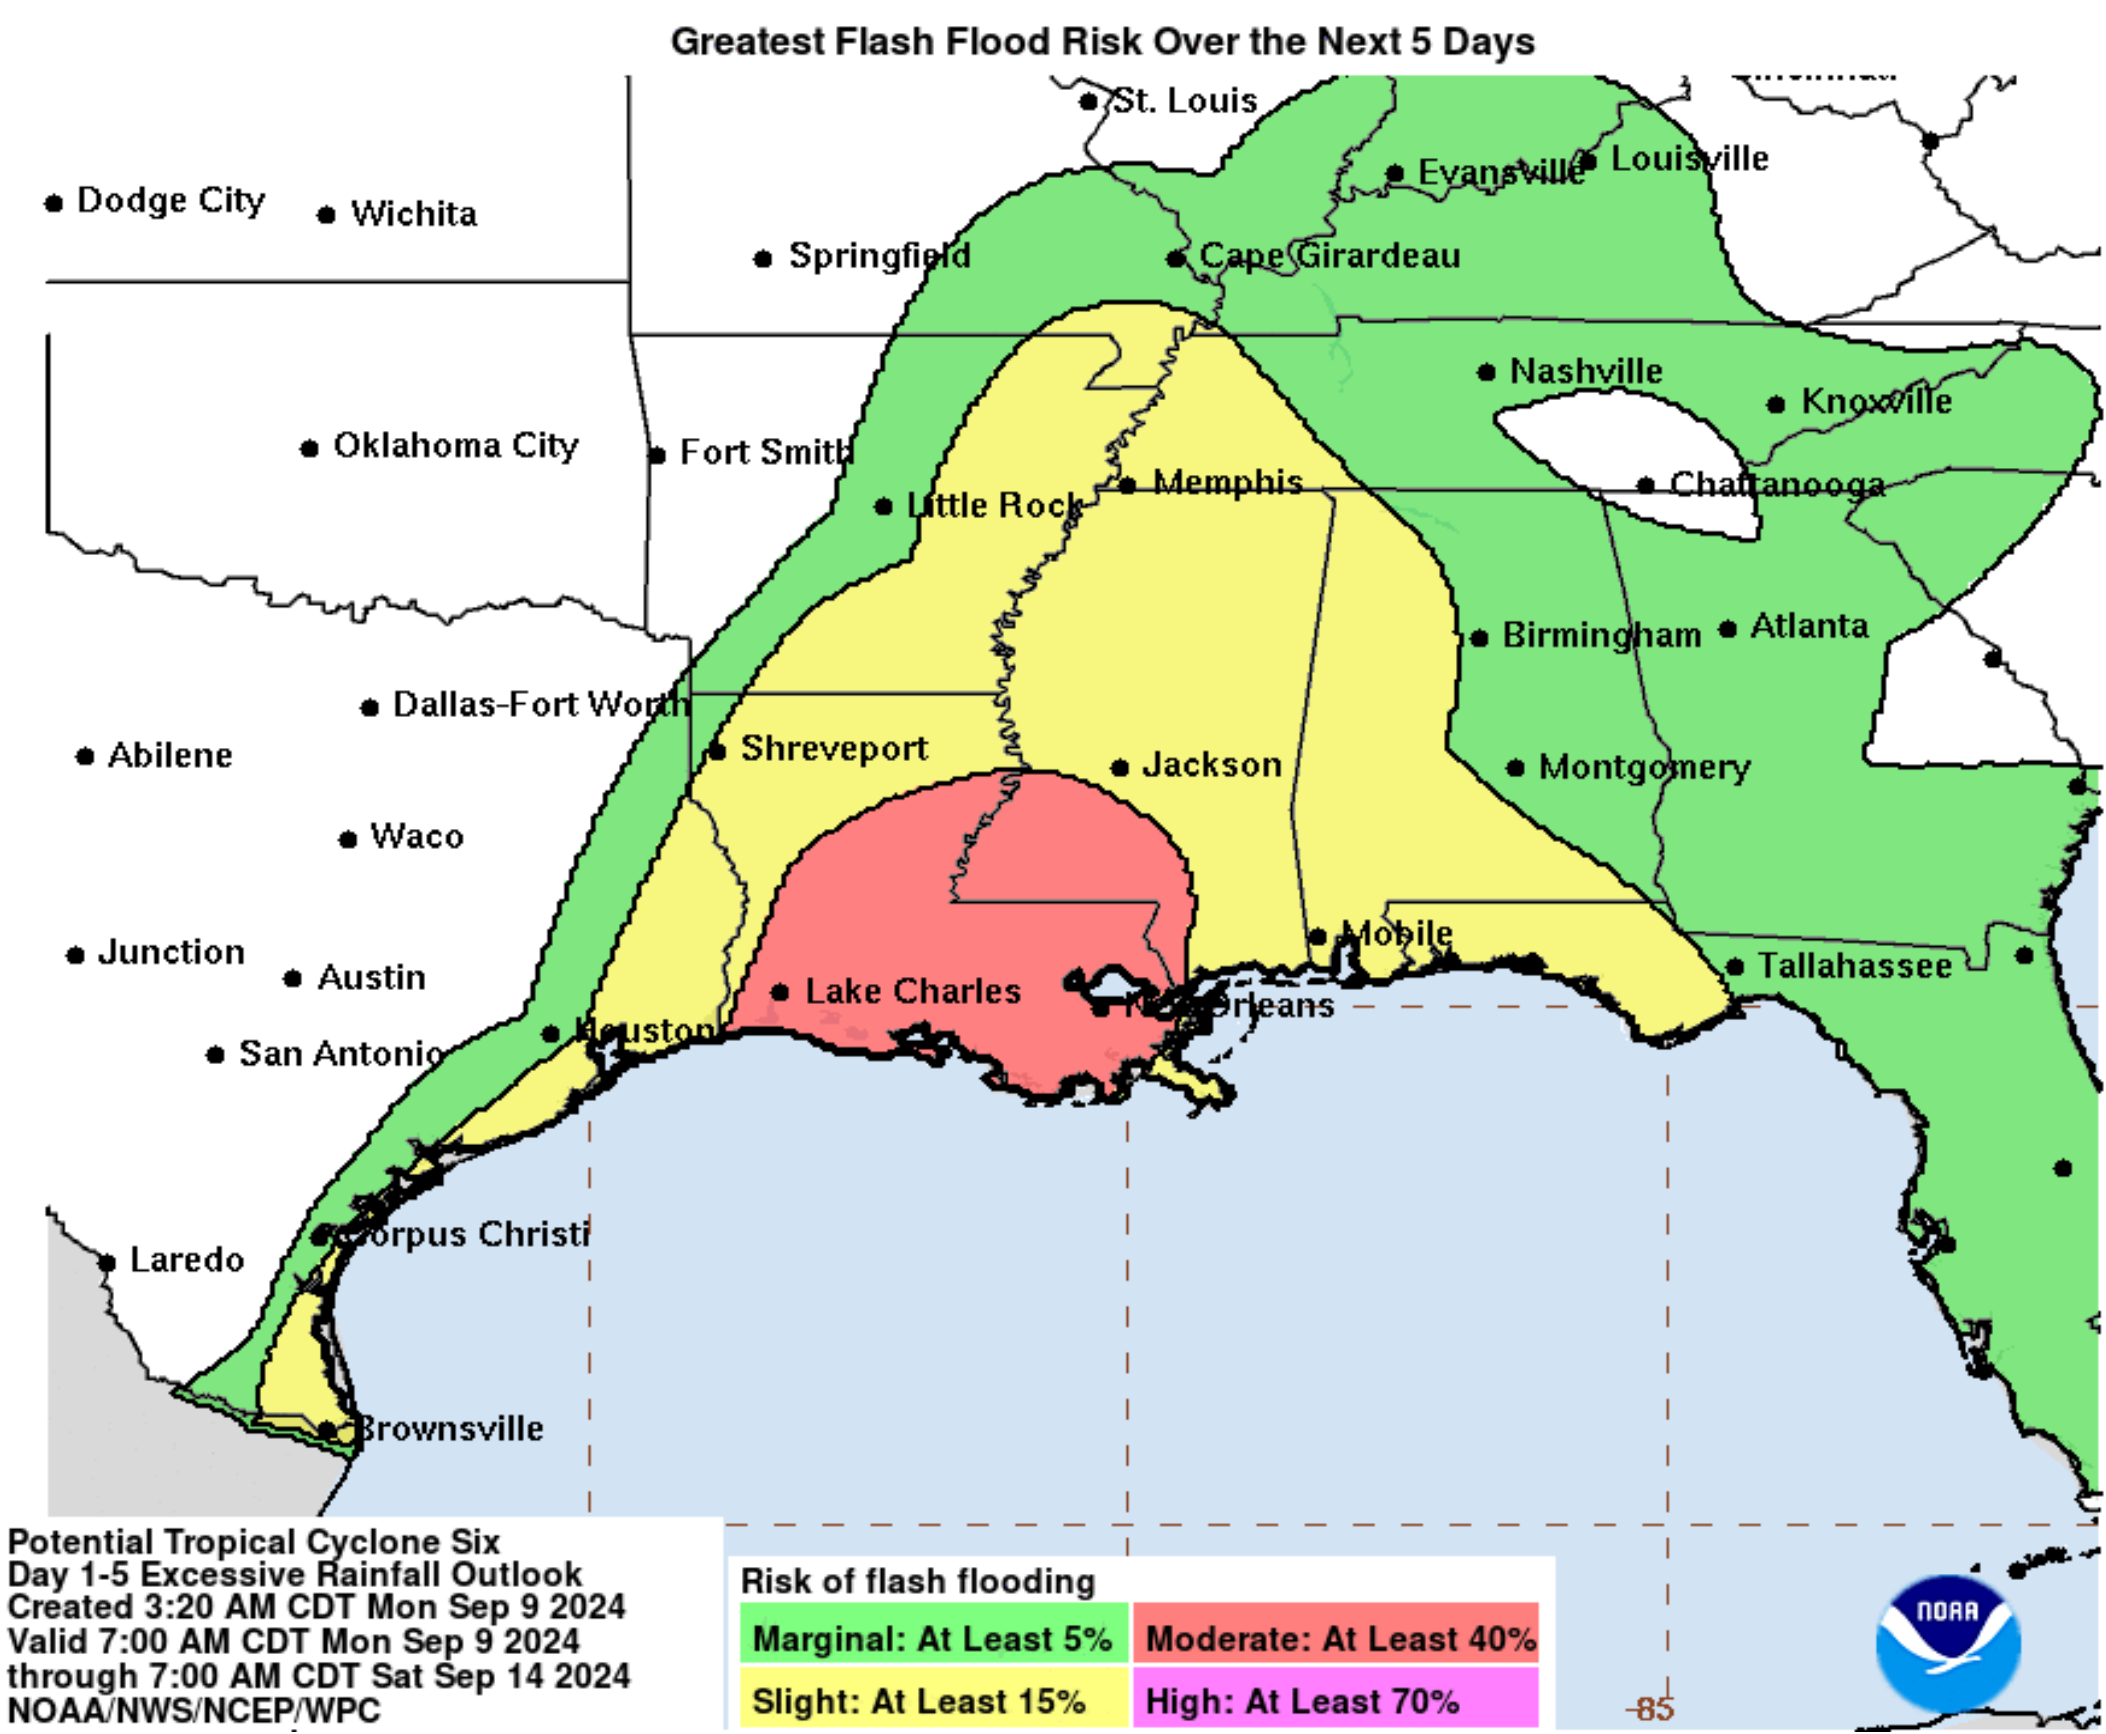 Greatest Flash Flood Risk Over the Next 5 Days
St. Louis
Evansville
Louisville
Dodge City
Wichita
Springfield
Cape Girardeau
Nashville
Knoxville
Oklahoma City
Fort Smith
Little Rock
Memphis
Chattanooga
Birmingham
Atlanta
Dallas-Fort Worth
Abilene
Shreveport
Jackson
Montgomery
Waco
Mobile
Junction
Austin
Lake Charles
Tallahassee
Orleans
Houston
San Antonio
Corpus Christi
Laredo
Brownsville
Potential Tropical Cyclone Six
Day 1-5 Excessive Rainfall Outlook
Created 3:20 AM CDT Mon Sep 9 2024
Valid 7:00 AM CDT Mon Sep 9 2024
through 7:00 AM CDT Sat Sep 14 2024
NOAA/NWS/NCEP/WPC
Risk of flash flooding
Marginal: At Least 5%
Moderate: At Least 40%
Slight: At Least 15%
High: At Least 70%
-85
NOAA